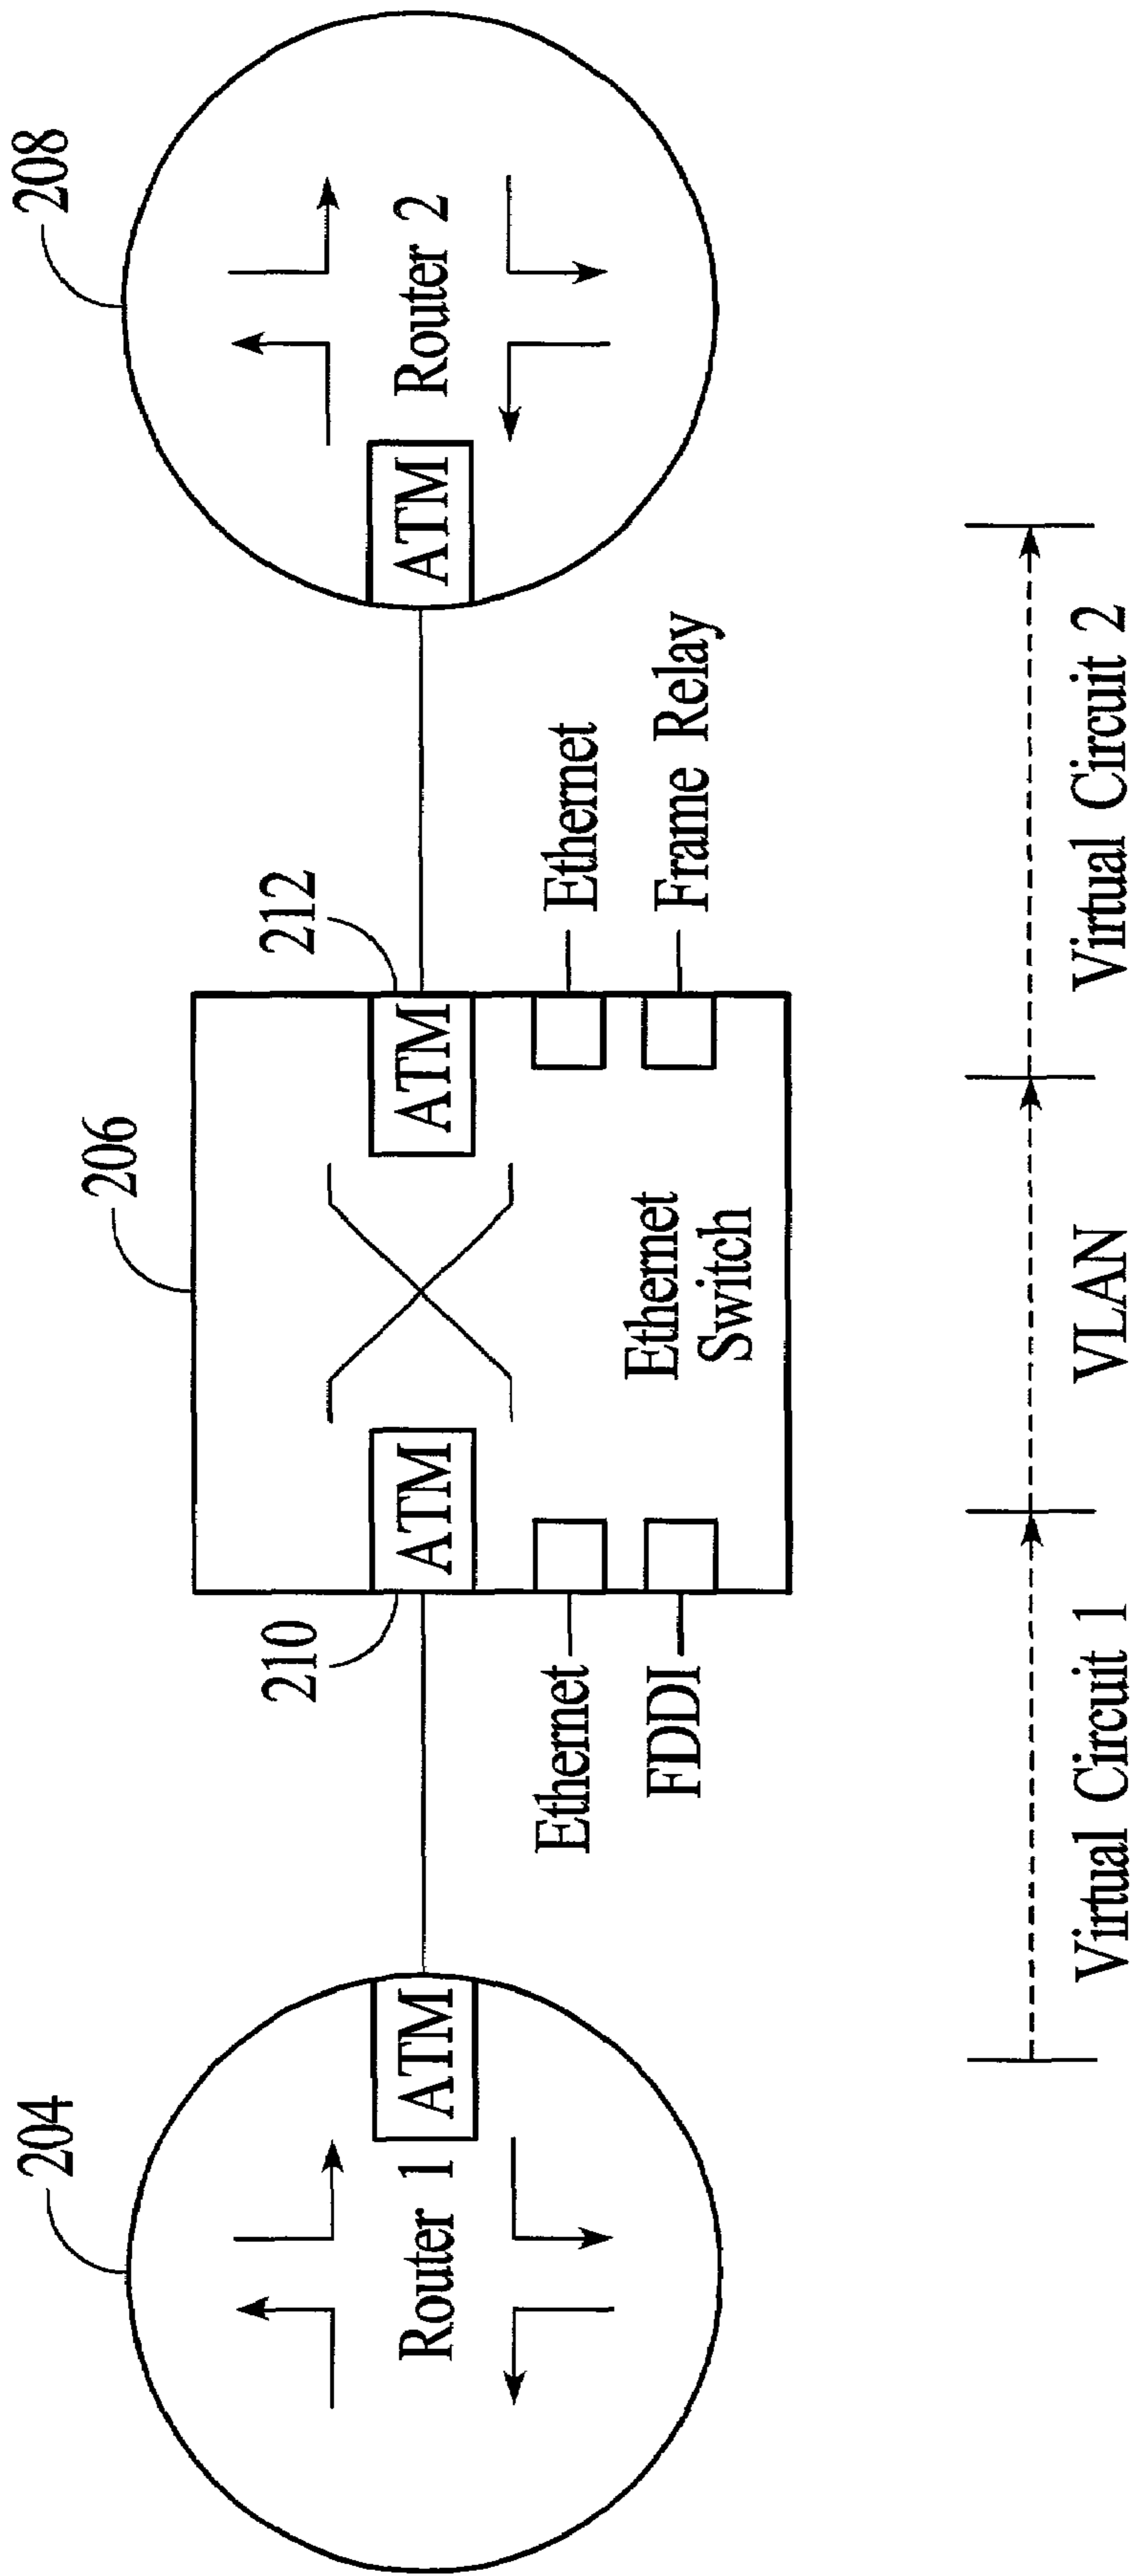 204
206
208
Router 1
ATM
210
ATM
ATM
212
ATM
Router 2
Ethernet
FDDI
Ethernet
Switch
Ethernet
Frame Relay
Virtual Circuit 1
VLAN
Virtual Circuit 2